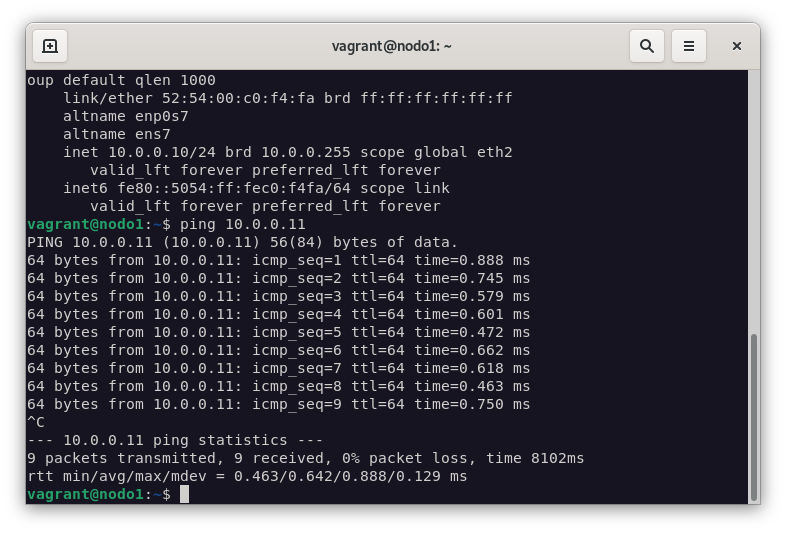 vagrant@nodo1: ~
oup default qlen 1000
    link/ether 52:54:00:c0:f4:fa brd ff:ff:ff:ff:ff:ff
    altname enp0s7
    altname ens7
    inet 10.0.0.10/24 brd 10.0.0.255 scope global eth2
       valid_lft forever preferred_lft forever
    inet6 fe80::5054:ff:fec0:f4fa/64 scope link
       valid_lft forever preferred_lft forever
vagrant@nodo1:~$ ping 10.0.0.11
PING 10.0.0.11 (10.0.0.11) 56(84) bytes of data.
64 bytes from 10.0.0.11: icmp_seq=1 ttl=64 time=0.888 ms
64 bytes from 10.0.0.11: icmp_seq=2 ttl=64 time=0.745 ms
64 bytes from 10.0.0.11: icmp_seq=3 ttl=64 time=0.579 ms
64 bytes from 10.0.0.11: icmp_seq=4 ttl=64 time=0.601 ms
64 bytes from 10.0.0.11: icmp_seq=5 ttl=64 time=0.472 ms
64 bytes from 10.0.0.11: icmp_seq=6 ttl=64 time=0.662 ms
64 bytes from 10.0.0.11: icmp_seq=7 ttl=64 time=0.618 ms
64 bytes from 10.0.0.11: icmp_seq=8 ttl=64 time=0.463 ms
64 bytes from 10.0.0.11: icmp_seq=9 ttl=64 time=0.750 ms
^C
--- 10.0.0.11 ping statistics ---
9 packets transmitted, 9 received, 0% packet loss, time 8102ms
rtt min/avg/max/mdev = 0.463/0.642/0.888/0.129 ms
vagrant@nodo1:~$